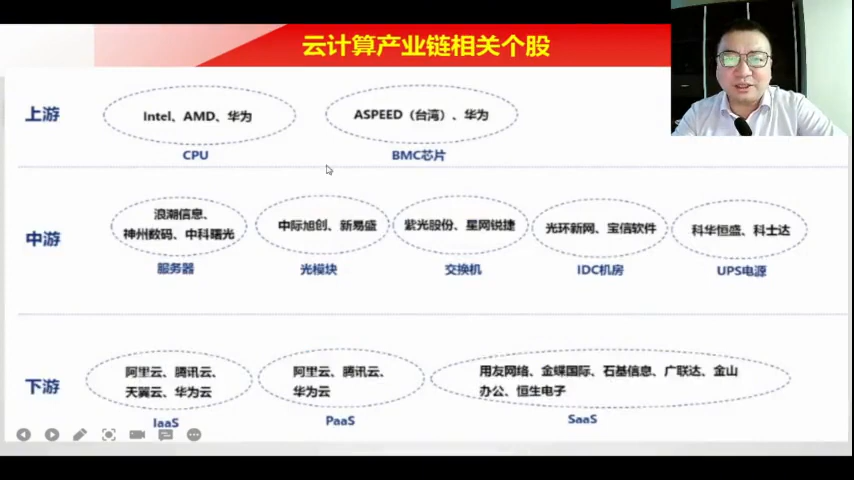 云计算产业链相关个股
上游
Intel、AMD、华为
CPU
ASPEED（台湾）、华为
BMC芯片
中游
浪潮信息、
神州数码、中科曙光
服务器
中际旭创、新易盛
光模块
紫光股份、星网锐捷
交换机
光环新网、宝信软件
IDC机房
科华恒盛、科士达
UPS电源
下游
阿里云、腾讯云、
天翼云、华为云
IaaS
阿里云、腾讯云、
华为云
PaaS
用友网络、金蝶国际、石基信息、广联达、金山
办公、恒生电子
SaaS